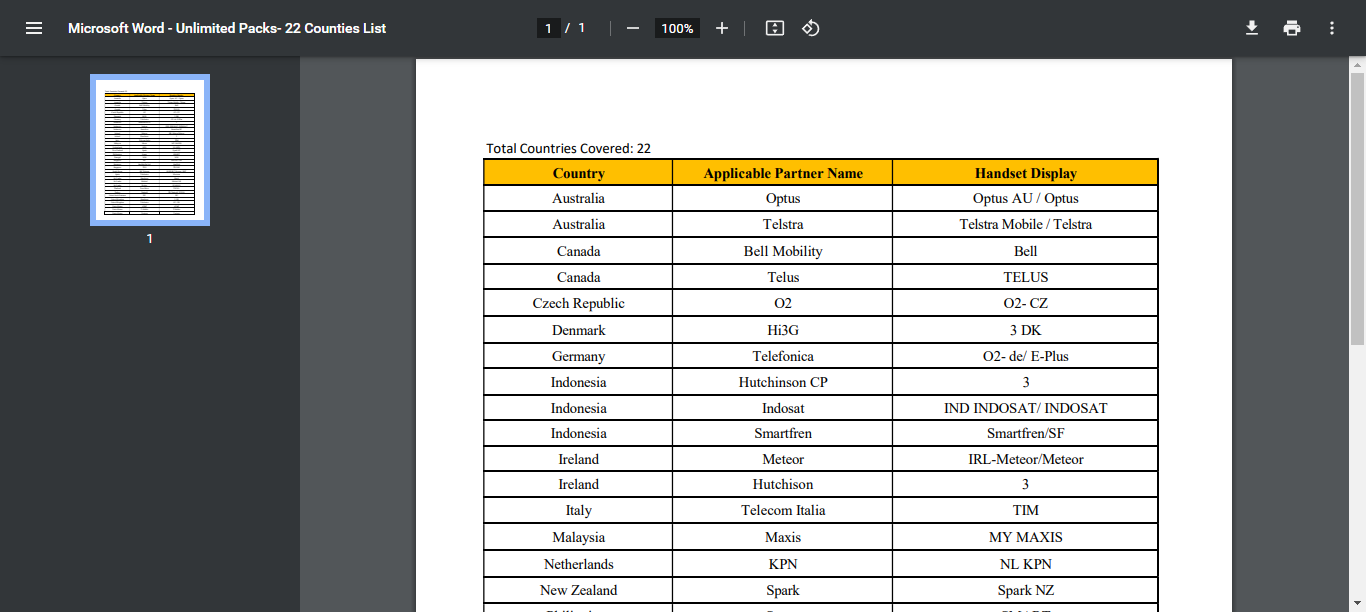 Microsoft Word - Unlimited Packs- 22 Counties List
1 / 1
100%
1
Total Countries Covered: 22
Country Applicable Partner Name Handset Display
Australia Optus Optus AU / Optus
Australia Telstra Telstra Mobile / Telstra
Canada Bell Mobility Bell
Canada Telus TELUS
Czech Republic O2 O2- CZ
Denmark Hi3G 3 DK
Germany Telefonica O2- de/ E-Plus
Indonesia Hutchinson CP 3
Indonesia Indosat IND INDOSAT/ INDOSAT
Indonesia Smartfren Smartfren/SF
Ireland Meteor IRL-Meteor/Meteor
Ireland Hutchison 3
Italy Telecom Italia TIM
Malaysia Maxis MY MAXIS
Netherlands KPN NL KPN
New Zealand Spark Spark NZ